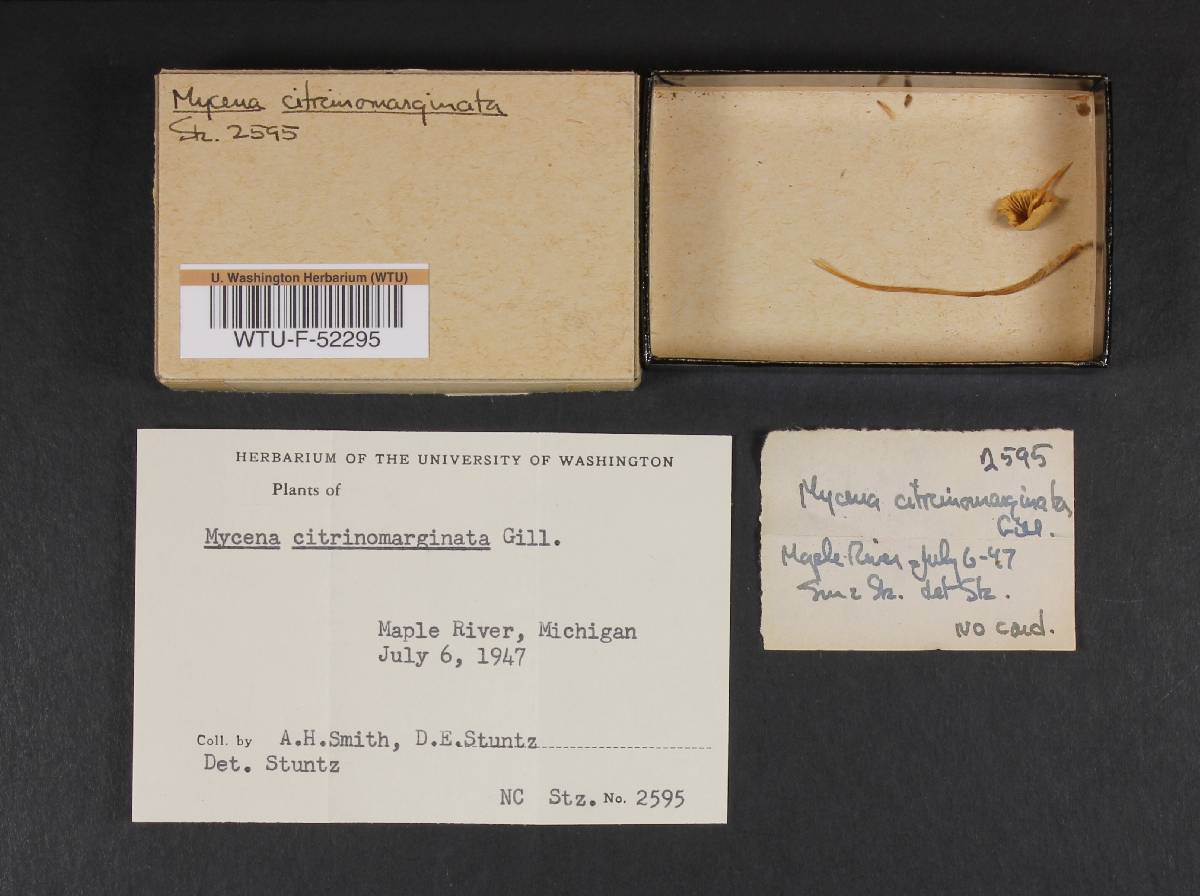 Mycena citrinomarginata
Stz. 2595
U. Washington Herbarium (WTU)
WTU-F-52295
HERBARIUM OF THE UNIVERSITY OF WASHINGTON
Plants of
Mycena citrinomarginata Gill.
Maple River, Michigan
July 6, 1947
Coll. by A.H.Smith, D.E.Stuntz
Det. Stuntz
NC Stz. No. 2595
2595
Mycena citrinomarginata
Gill.
Maple River, July 6-47
Stz. det Stz.
No card.